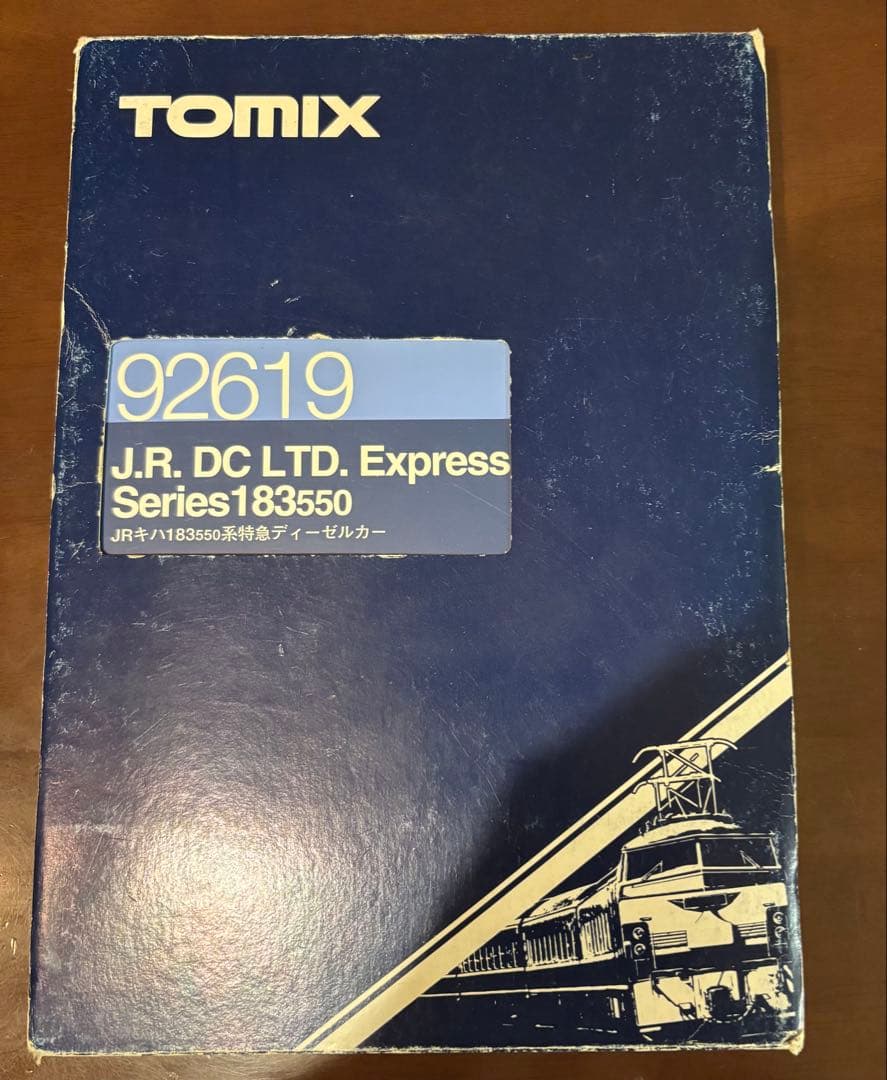 TOMIX
92619
J.R. DC LTD. Express
Series183550
JRキハ183550系特急ディーゼルカー